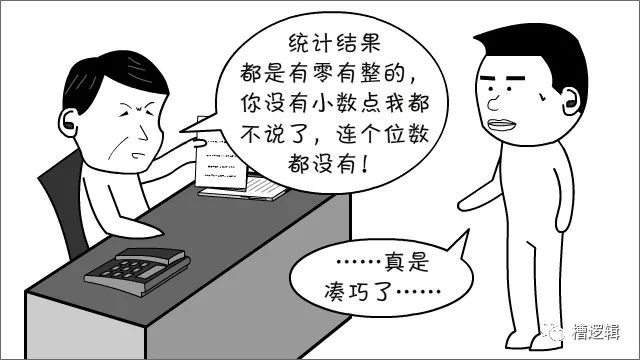 统计结果
都是有零有整的，
你没有小数点我都
不说了，连个位数
都没有！
……真是
凑巧了……
槽逻辑